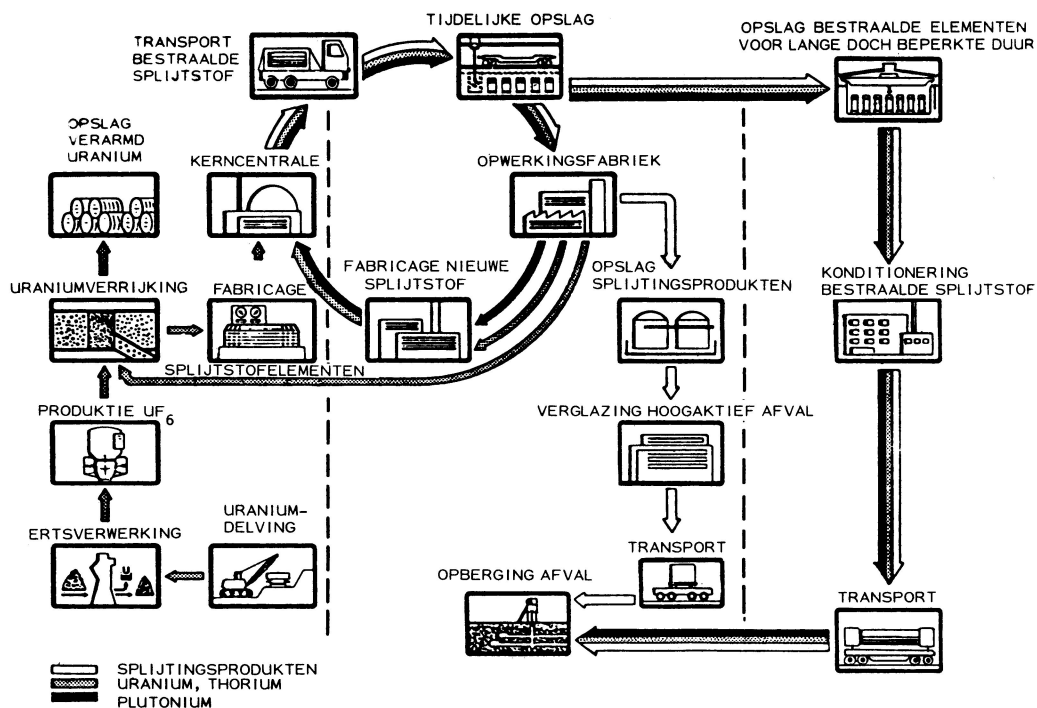 TIJDELIJKE OPSLAG
OPSLAG BESTRAALDE ELEMENTEN
VOOR LANGE DOCH BEPERKTE DUUR
TRANSPORT
BESTRAALDE
SPLIJTSTOF
OPSLAG
VERARMD
URANIUM
KERNCENTRALE
OPWERKINGSFABRIEK
URANIUMVERRIJKING
FABRICAGE
FABRICAGE NIEUWE
SPLIJTSTOF
OPSLAG
SPLIJTINGSPRODUKTEN
KONDITIONERING
BESTRAALDE SPLIJTSTOF
SPLIJTSTOFELEMENTEN
PRODUKTIE UF6
VERGLAZING HOOGAKTIEF AFVAL
ERTSVERWERKING
URANIUM-
DELVING
U
TRANSPORT
OPBERGING AFVAL
TRANSPORT
SPLIJTINGSPRODUKTEN
URANIUM, THORIUM
PLUTONIUM